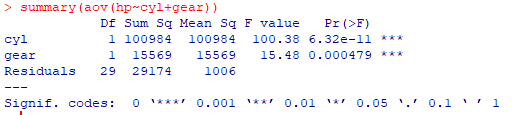 > summary(aov(hp~cyl+gear))
            Df Sum Sq Mean Sq F value   Pr(>F)    
cyl          1 100984  100984  100.38 6.32e-11 ***
gear         1  15569   15569   15.48 0.000479 ***
Residuals   29  29174    1006                     
---
Signif. codes:  0 ‘***’ 0.001 ‘**’ 0.01 ‘*’ 0.05 ‘.’ 0.1 ‘ ’ 1